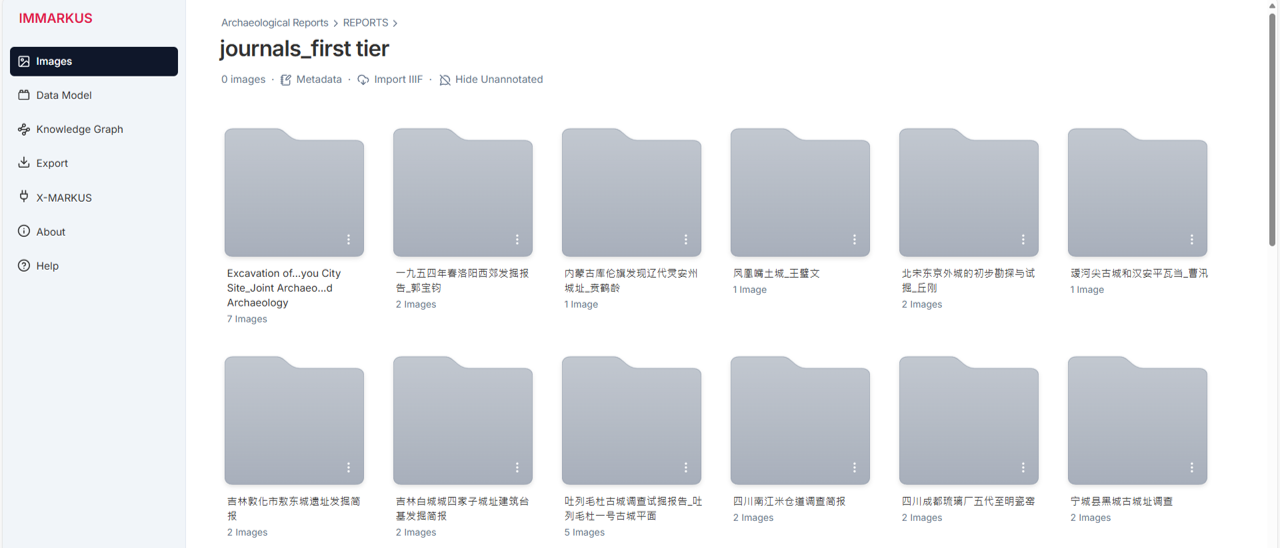 IMMARKUS
Images
Data Model
Knowledge Graph
Export
X-MARKUS
About
Help
Archaeological Reports > REPORTS >
journals_first tier
0 images · Metadata · Import IIIF · Hide Unannotated
Excavation of...you City
Site_Joint Archaeo...d
Archaeology
7 Images
一九五四年春洛阳西郊发掘报
告_郭宝钧
2 Images
内蒙古库伦旗发现辽代灵安州
城址_贲鹤龄
1 Image
凤凰嘴土城_王璧文
1 Image
北宋东京外城的初步勘探与试
掘_丘刚
2 Images
叆河尖古城和汉安平瓦当_曹汛
1 Image
吉林敦化市敖东城遗址发掘简
报
2 Images
吉林白城城四家子城址建筑台
基发掘简报
2 Images
吐列毛杜古城调查试掘报告_吐
列毛杜一号古城平面
5 Images
四川南江米仓道调查简报
2 Images
四川成都琉璃厂五代至明瓷窑
2 Images
宁城县黑城古城址调查
2 Images